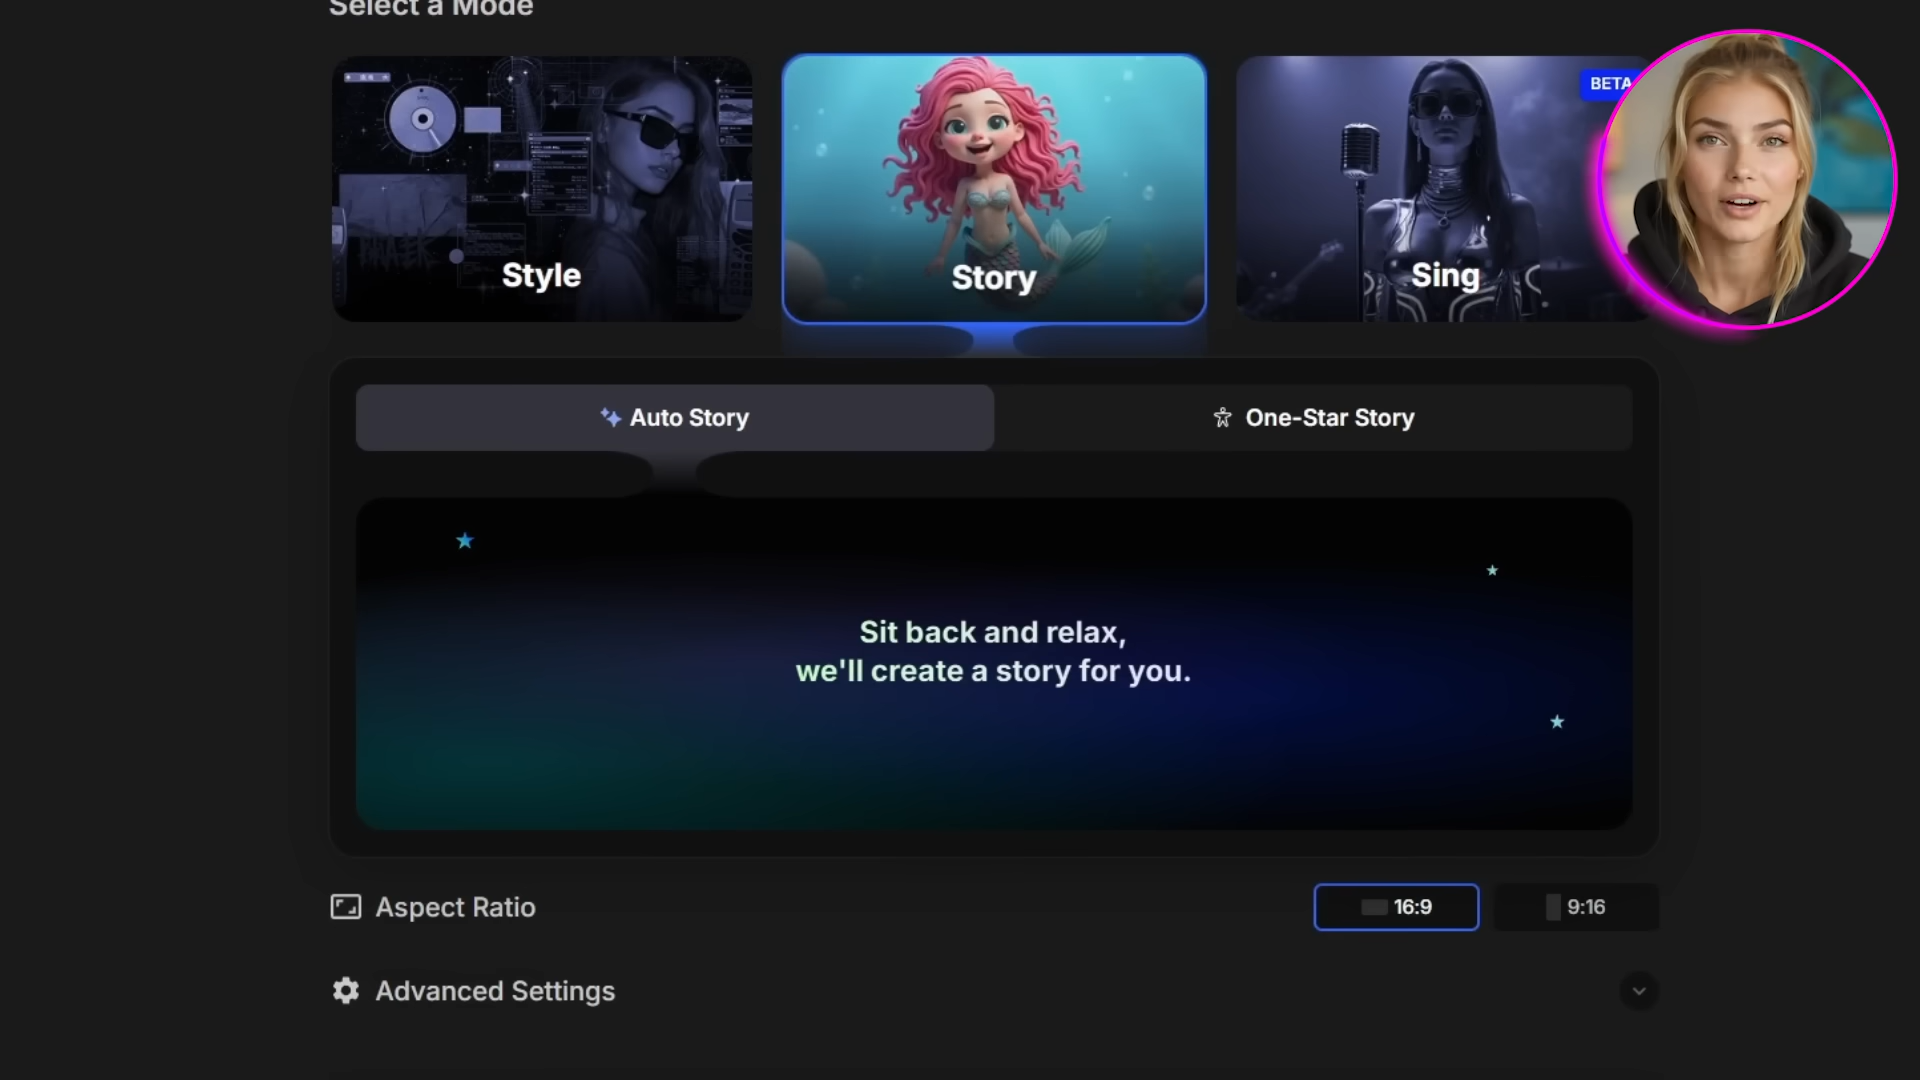 Select a Mode
BETA
Style
Story
Sing
Auto Story
One-Star Story
Sit back and relax,
we'll create a story for you.
Aspect Ratio
16:9
9:16
Advanced Settings